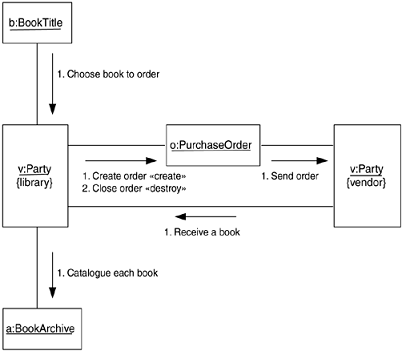 b:BookTitle
1. Choose book to order
v:Party
{library}
o:PurchaseOrder
v:Party
{vendor}
1. Create order «create»
2. Close order «destroy»
1. Send order
1. Receive a book
1. Catalogue each book
a:BookArchive